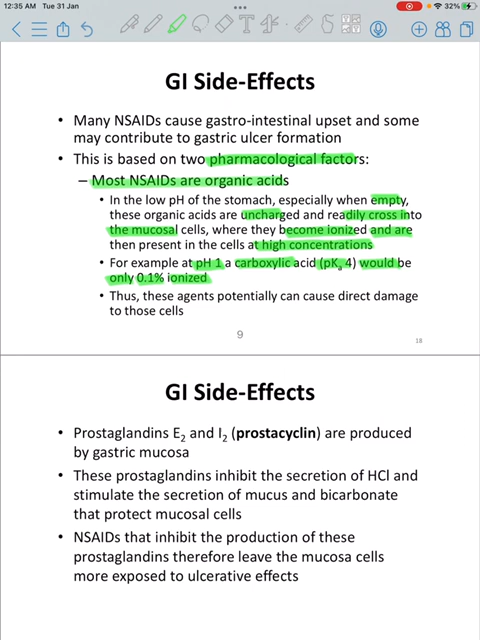 12:35 AM Tue 31 Jan
32%
GI Side-Effects
• Many NSAIDs cause gastro-intestinal upset and some
may contribute to gastric ulcer formation
• This is based on two pharmacological factors:
– Most NSAIDs are organic acids
• In the low pH of the stomach, especially when empty,
these organic acids are uncharged and readily cross into
the mucosal cells, where they become ionized and are
then present in the cells at high concentrations
• For example at pH 1 a carboxylic acid (pKa 4) would be
only 0.1% ionized
• Thus, these agents potentially can cause direct damage
to those cells
9
18
GI Side-Effects
• Prostaglandins E2 and I2 (prostacyclin) are produced
by gastric mucosa
• These prostaglandins inhibit the secretion of HCl and
stimulate the secretion of mucus and bicarbonate
that protect mucosal cells
• NSAIDs that inhibit the production of these
prostaglandins therefore leave the mucosa cells
more exposed to ulcerative effects